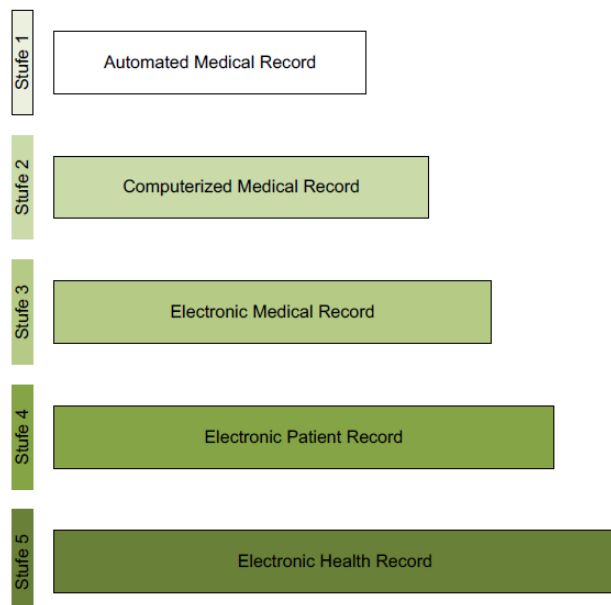 Stufe 1
Automated Medical Record
Stufe 2
Computerized Medical Record
Stufe 3
Electronic Medical Record
Stufe 4
Electronic Patient Record
Stufe 5
Electronic Health Record